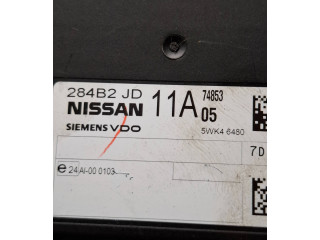 284B2 JD
NISSAN 11A 74853
05
SIEMENS VDO
5WK4 6480
7D
e 24 AI-00 0103